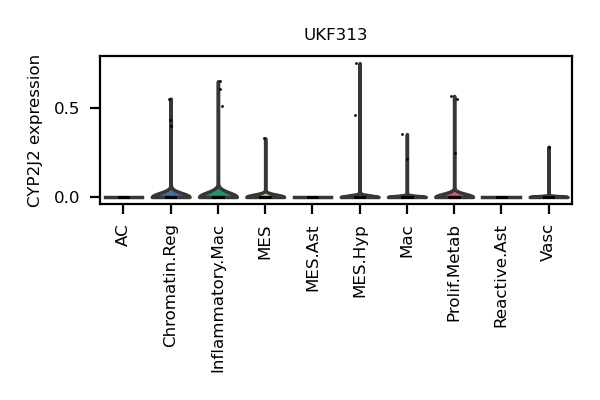 UKF313
CYP2J2 expression
0.5
0.0
AC
Chromatin.Reg
Inflammatory.Mac
MES
MES.Ast
MES.Hyp
Mac
Prolif.Metab
Reactive.Ast
Vasc